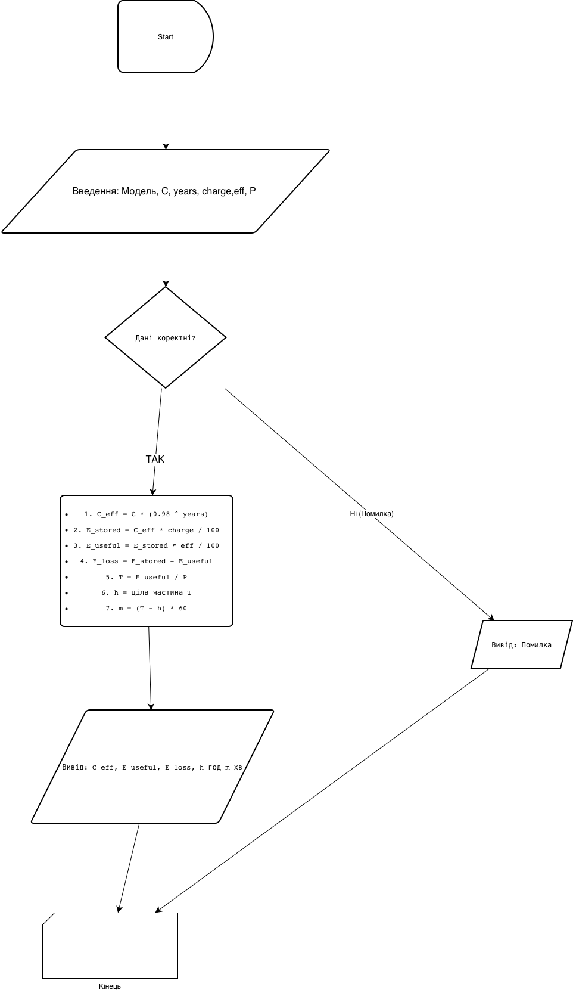 Start
Введення: Модель, C, years, charge,eff, P
Дані коректні?
ТАК
Ні (Помилка)
• 1. C_eff = C * (0.98 ^ years)
• 2. E_stored = C_eff * charge / 100
• 3. E_useful = E_stored * eff / 100
• 4. E_loss = E_stored - E_useful
• 5. T = E_useful / P
• 6. h = ціла частина T
• 7. m = (T - h) * 60
Вивід: Помилка
Вивід: C_eff, E_useful, E_loss, h год m хв
Кінець